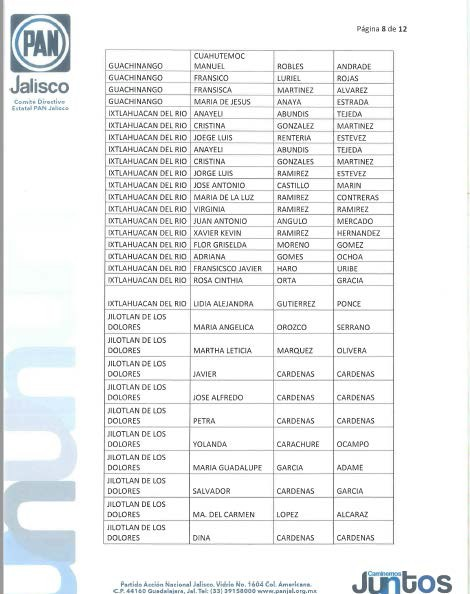 Página 8 de 12
PAN
Jalisco
Comité Directivo
Estatal PAN Jalisco
CUAHUTEMOC
GUACHINANGO MANUEL ROBLES ANDRADE
GUACHINANGO FRANSICO LURIEL ROJAS
GUACHINANGO FRANSISCA MARTINEZ ALVAREZ
GUACHINANGO MARIA DE JESUS ANAYA ESTRADA
IXTLAHUACAN DEL RIO ANAYELI ABUNDIS TEJEDA
IXTLAHUACAN DEL RIO CRISTINA GONZALEZ MARTINEZ
IXTLAHUACAN DEL RIO JOEGE LUIS RENTERIA ESTEVEZ
IXTLAHUACAN DEL RIO ANAYELI ABUNDIS TEJEDA
IXTLAHUACAN DEL RIO CRISTINA GONZALES MARTINEZ
IXTLAHUACAN DEL RIO JORGE LUIS RAMIREZ ESTEVEZ
IXTLAHUACAN DEL RIO JOSE ANTONIO CASTILLO MARIN
IXTLAHUACAN DEL RIO MARIA DE LA LUZ RAMIREZ CONTRERAS
IXTLAHUACAN DEL RIO VIRGINIA RAMIREZ RAMIREZ
IXTLAHUACAN DEL RIO JUAN ANTONIO ANGULO MERCADO
IXTLAHUACAN DEL RIO XAVIER KEVIN RAMIREZ HERNANDEZ
IXTLAHUACAN DEL RIO FLOR GRISELDA MORENO GOMEZ
IXTLAHUACAN DEL RIO ADRIANA GOMES OCHOA
IXTLAHUACAN DEL RIO FRANSICSCO JAVIER HARO URIBE
IXTLAHUACAN DEL RIO ROSA CINTHIA ORTA GRACIA
IXTLAHUACAN DEL RIO LIDIA ALEJANDRA GUTIERREZ PONCE
JILOTLAN DE LOS
DOLORES MARIA ANGELICA OROZCO SERRANO
JILOTLAN DE LOS
DOLORES MARTHA LETICIA MARQUEZ OLIVERA
JILOTLAN DE LOS
DOLORES JAVIER CARDENAS CARDENAS
JILOTLAN DE LOS
DOLORES JOSE ALFREDO CARDENAS CARDENAS
JILOTLAN DE LOS
DOLORES PETRA CARDENAS CARDENAS
JILOTLAN DE LOS
DOLORES YOLANDA CARACHURE OCAMPO
JILOTLAN DE LOS
DOLORES MARIA GUADALUPE GARCIA ADAME
JILOTLAN DE LOS
DOLORES SALVADOR CARDENAS GARCIA
JILOTLAN DE LOS
DOLORES MA. DEL CARMEN LOPEZ ALCARAZ
JILOTLAN DE LOS
DOLORES DINA CARDENAS CARDENAS
Partido Acción Nacional Jalisco. Vidrio No. 1604 Col. Americana.
C.P. 44160 Guadalajara, Jal. Tel: (33) 39158000 www.panjal.org.mx
Caminemos
Juntos